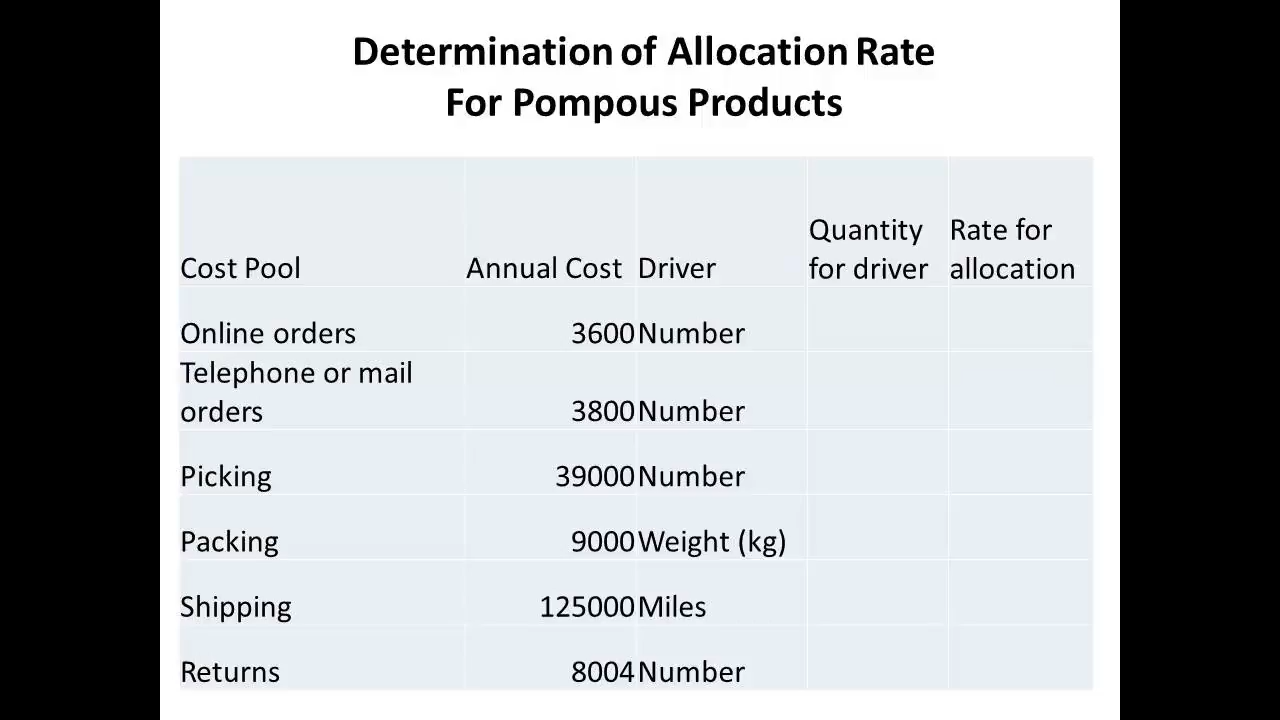 Determination of Allocation Rate
For Pompous Products
Cost Pool Annual Cost Driver Quantity for driver Rate for allocation
Online orders 3600 Number
Telephone or mail orders 3800 Number
Picking 39000 Number
Packing 9000 Weight (kg)
Shipping 125000 Miles
Returns 8004 Number